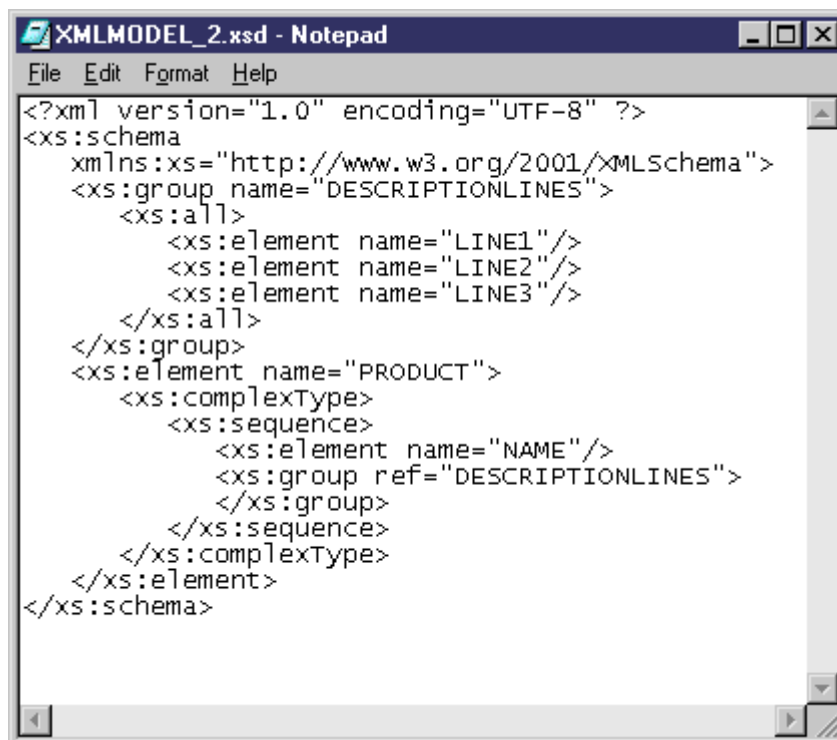 XMLMODEL_2.xsd - Notepad
File Edit Format Help
<?xml version="1.0" encoding="UTF-8" ?>
<xs:schema
   xmlns:xs="http://www.w3.org/2001/XMLSchema">
   <xs:group name="DESCRIPTIONLINES">
      <xs:all>
         <xs:element name="LINE1"/>
         <xs:element name="LINE2"/>
         <xs:element name="LINE3"/>
      </xs:all>
   </xs:group>
   <xs:element name="PRODUCT">
      <xs:complexType>
         <xs:sequence>
            <xs:element name="NAME"/>
            <xs:group ref="DESCRIPTIONLINES">
            </xs:group>
         </xs:sequence>
      </xs:complexType>
   </xs:element>
</xs:schema>